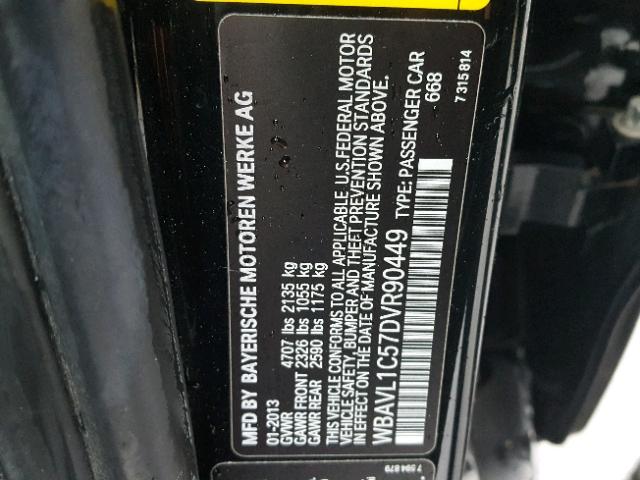 MFD BY BAYERISCHE MOTOREN WERKE AG
01-2013
GVWR 4707 lbs 2135 kg
GAWR FRONT 2326 lbs 1055 kg
GAWR REAR 2590 lbs 1175 kg
THIS VEHICLE CONFORMS TO ALL APPLICABLE U.S.FEDERAL MOTOR
VEHICLE SAFETY, BUMPER AND THEFT PREVENTION STANDARDS
IN EFFECT ON THE DATE OF MANUFACTURE SHOWN ABOVE.
WBAVL1C57DVR90449 TYPE: PASSENGER CAR
668
7 315 814
7 594 879